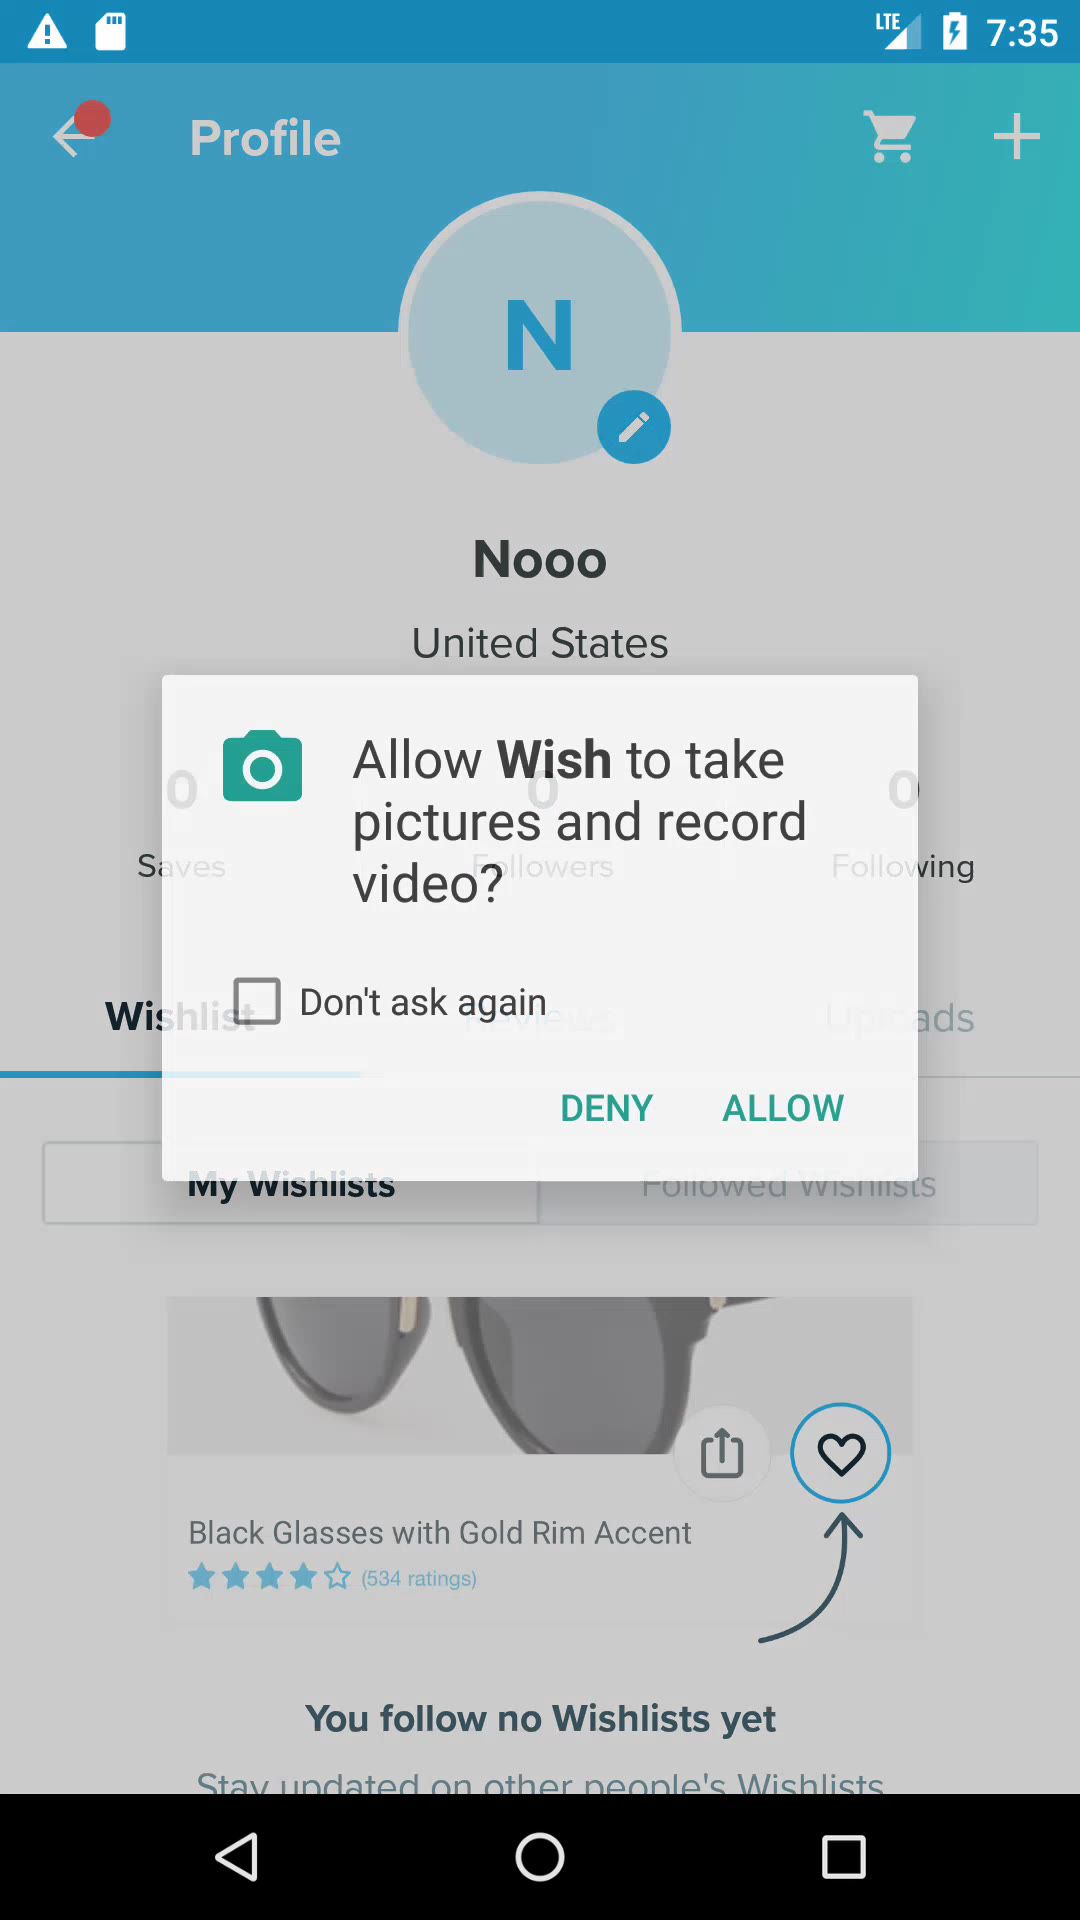 LTE 7:35
Profile
N
Nooo
United States
Allow Wish to take
pictures and record
video?
0 0 0
Saves Followers Following
Don't ask again
Wishlist Reviews Uploads
DENY ALLOW
My Wishlists Followed Wishlists
Black Glasses with Gold Rim Accent
(534 ratings)
You follow no Wishlists yet
Stay updated on other people's Wishlists